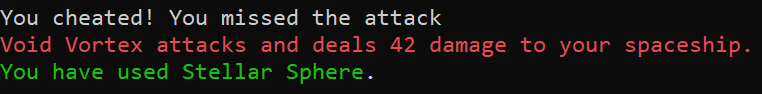 You cheated! You missed the attack
Void Vortex attacks and deals 42 damage to your spaceship.
You have used Stellar Sphere.